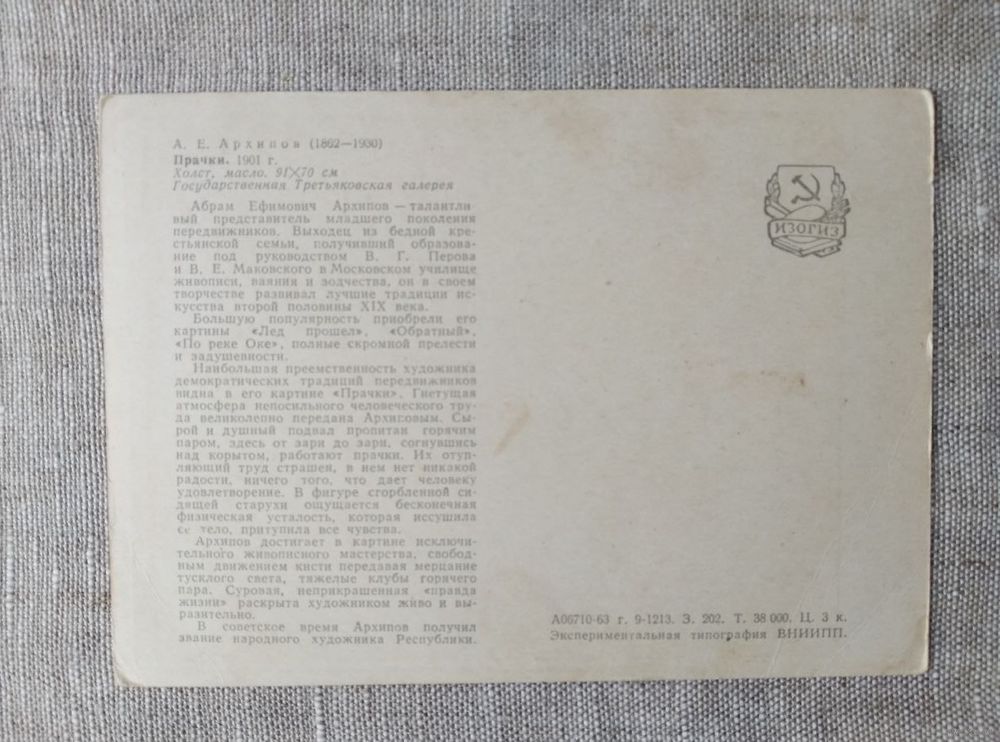 А. Е. Архипов (1862—1930)
Прачки. 1901 г.
Холст, масло. 91×70 см
Государственная Третьяковская галерея
Абрам Ефимович Архипов — талантли-
вый представитель младшего поколения
передвижников. Выходец из бедной кре-
стьянской семьи, получивший образова-
ние под руководством В. Г. Перова
и В. Е. Маковского в Московском училище
живописи, ваяния и зодчества, он в своем
творчестве развивал лучшие традиции ис-
кусства второй половины XIX века.
Большую популярность приобрели его
картины «Лед прошел», «Обратный»,
«По реке Оке», полные скромной прелести
и задушевности.
Наибольшая преемственность художника
демократических традиций передвижников
видна в его картине «Прачки». Гнетущая
атмосфера непосильного человеческого тру-
да великолепно передана Архиповым. Сы-
рой и душный подвал пропитан горячим
паром, здесь от зари до зари, согнувшись
над корытом, работают прачки. Их отуп-
ляющий труд страшен, в нем нет никакой
радости, ничего того, что дает человеку
удовлетворение. В фигуре сгорбленной си-
дящей старухи ощущается бесконечная
физическая усталость, которая иссушила
ее тело, притупила все чувства.
Архипов достигает в картине исключи-
тельного живописного мастерства, свобод-
ным движением кисти передавая мерцание
тусклого света, тяжелые клубы горячего
пара. Суровая, неприкрашенная «правда
жизни» раскрыта художником живо и вы-
разительно.
В советское время Архипов получил
звание народного художника Республики.
ИЗОГИЗ
А06710-63 г. 9-1213. З. 202. Т. 38 000. Ц. 3 к.
Экспериментальная типография ВНИИПП.